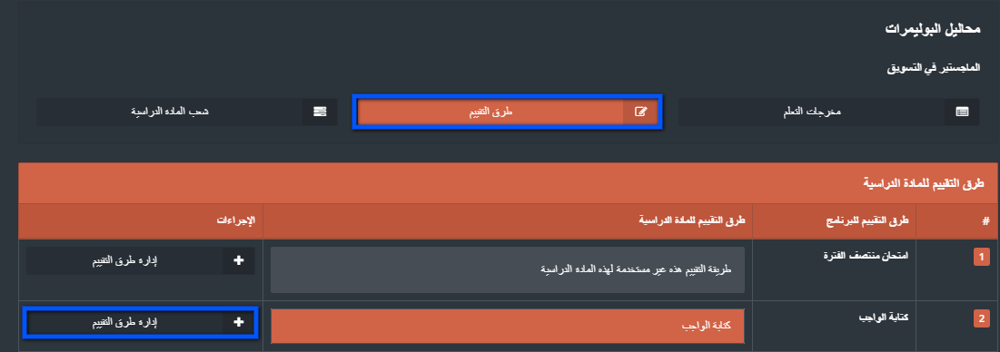 محاليل البوليمرات
الماجستير في التسويق
مخرجات التعلم
طرق التقييم
شعب المادة الدراسية
طرق التقييم للمادة الدراسية
# طرق التقييم للبرنامج طرق التقييم للمادة الدراسية الإجراءات
1 امتحان منتصف الفترة طريقة التقييم هذه غير مستخدمة لهذه المادة الدراسية إدارة طرق التقييم
2 كتابة الواجب كتابة الواجب إدارة طرق التقييم